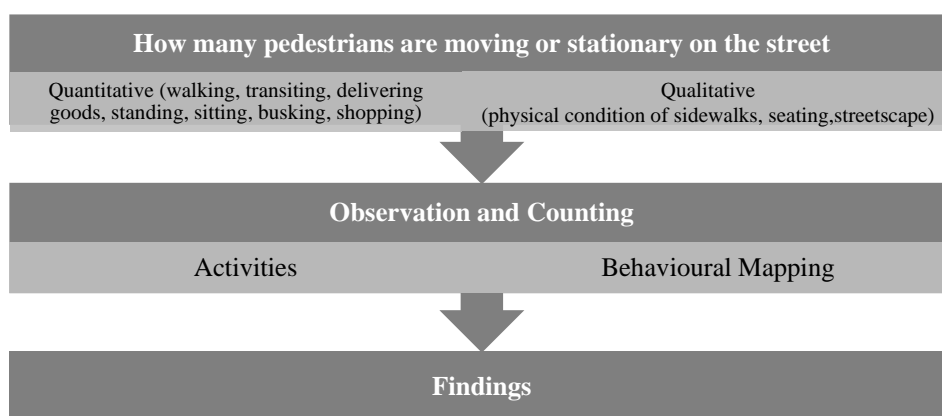 How many pedestrians are moving or stationary on the street
Quantitative (walking, transiting, delivering
goods, standing, sitting, busking, shopping)
Qualitative
(physical condition of sidewalks, seating,streetscape)
Observation and Counting
Activities
Behavioural Mapping
Findings